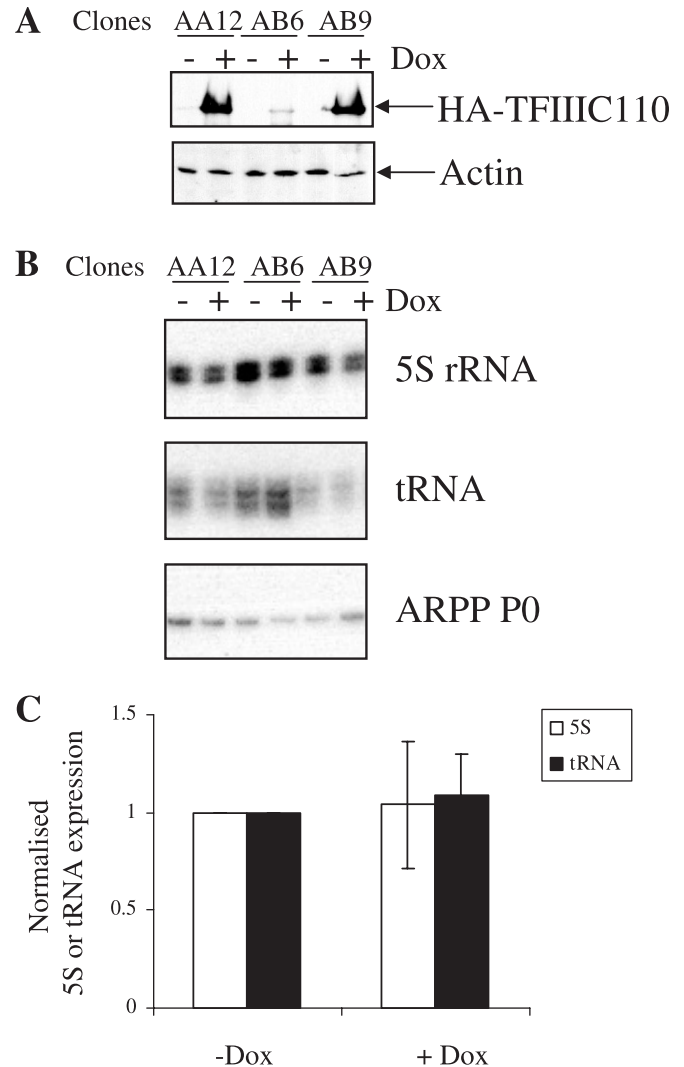 A Clones AA12 AB6 AB9
- + - + - + Dox
HA-TFIIIC110
Actin
B Clones AA12 AB6 AB9
- + - + - + Dox
5S rRNA
tRNA
ARPP P0
C
Normalised
5S or tRNA expression
1.5
1
0.5
0
5S
tRNA
-Dox + Dox